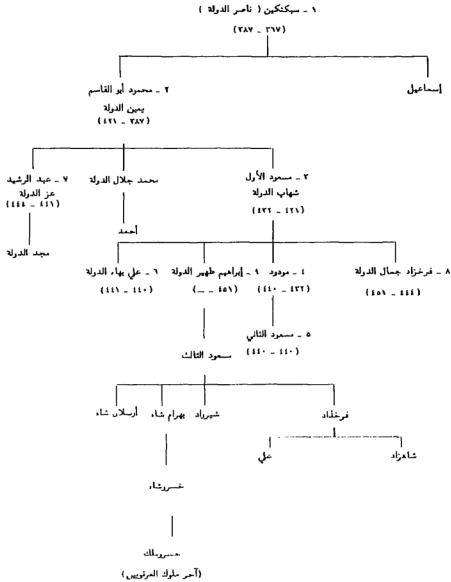 ١ ـ سبكتكين ( ناصر الدولة )
(٣٦٧ - ٣٨٧)
إسماعيل
٢ ـ محمود أبو القاسم
يمين الدولة
(٣٨٧ - ٤٢١)
٣ ـ مسعود الأول
شهاب الدولة
(٤٢١ - ٤٣٢)
محمد جلال الدولة
٧ ـ عبد الرشيد
عز الدولة
(٤٤١ - ٤٤٤)
أحمد
مجد الدولة
٨ ـ فرخزاد جمال الدولة
(٤٤٤ - ٤٥١)
٤ ـ مودود
(٤٣٢ - ٤٤٠)
٩ ـ إبراهيم ظهير الدولة
(٤٥١ - ــ)
٦ ـ علي بهاء الدولة
(٤٤٠ - ٤٤١)
٥ ـ مسعود الثاني
(٤٤٠ - ٤٤٠)
مسعود الثالث
فرخذاد
شيرزاد
بهرام شاه
أرسلان شاه
شاهزاد
علي
خسروشاه
خسروملك
(آخر ملوك الغزنويين)